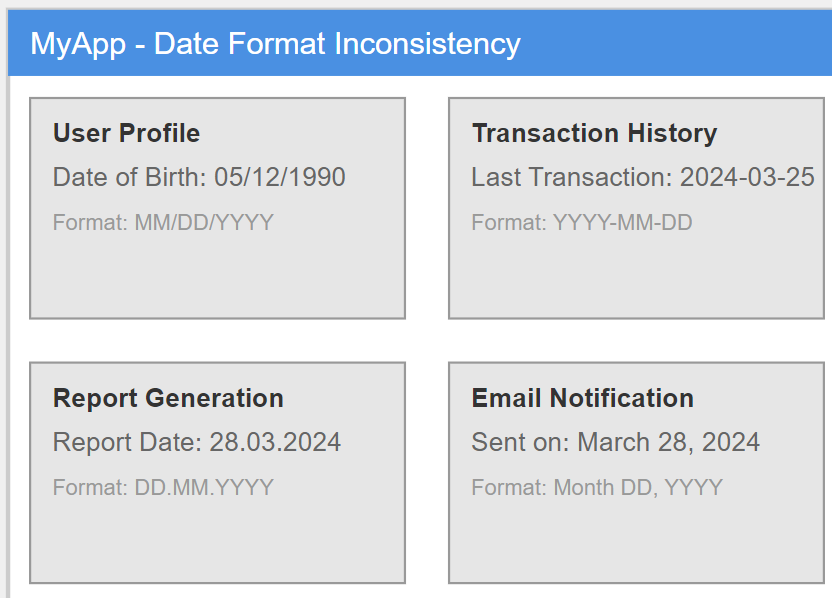 MyApp - Date Format Inconsistency
User Profile
Date of Birth: 05/12/1990
Format: MM/DD/YYYY
Transaction History
Last Transaction: 2024-03-25
Format: YYYY-MM-DD
Report Generation
Report Date: 28.03.2024
Format: DD.MM.YYYY
Email Notification
Sent on: March 28, 2024
Format: Month DD, YYYY